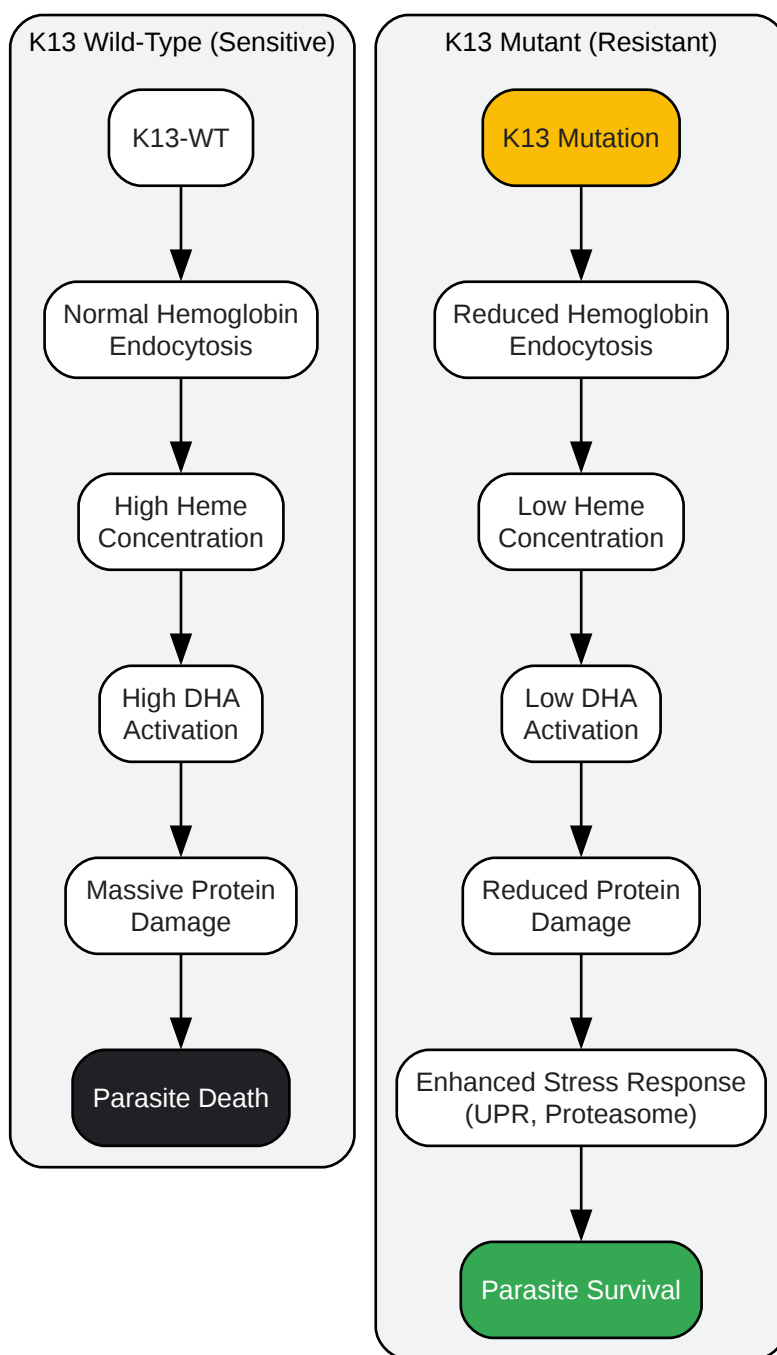 K13 Wild-Type (Sensitive)
K13-WT
Normal Hemoglobin
Endocytosis
High Heme
Concentration
High DHA
Activation
Massive Protein
Damage
Parasite Death
K13 Mutant (Resistant)
K13 Mutation
Reduced Hemoglobin
Endocytosis
Low Heme
Concentration
Low DHA
Activation
Reduced Protein
Damage
Enhanced Stress Response
(UPR, Proteasome)
Parasite Survival